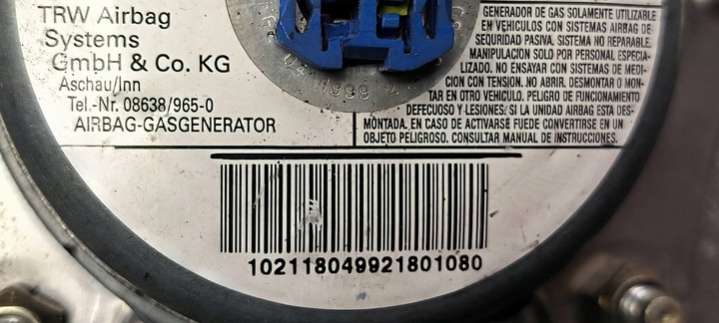 TRW Airbag
Systems
GmbH & Co. KG
Aschau/Inn
Tel.-Nr. 08638/965-0
AIRBAG-GASGENERATOR
GENERADOR DE GAS SOLAMENTE UTILIZABLE
EN VEHICULOS CON SISTEMAS AIRBAG DE
SEGURIDAD PASIVA. SISTEMA NO REPARABLE.
MANIPULACION SOLO POR PERSONAL ESPECIA-
LIZADO. NO ENSAYAR CON SISTEMAS DE MEDI-
CION CON TENSION. NO ABRIR. DESMONTAR O MON-
TAR EN OTRO VEHICULO. PELIGRO DE FUNCIONAMIENTO
DEFECUOSO Y LESIONES: SI LA UNIDAD AIRBAG ESTA DES-
MONTADA. EN CASO DE ACTIVARSE FUEDE CONVERTIRSE EN UN
OBJETO PELIGROSO. CONSULTAR MANUAL DE INSTRUCCIONES.
102118049921801080